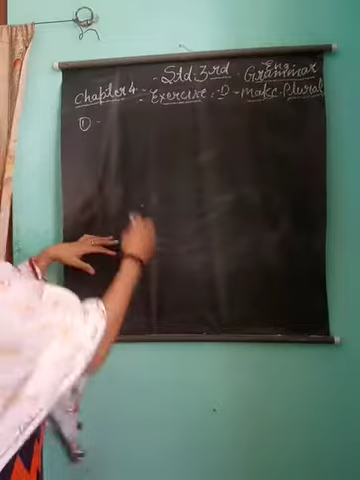 - Std: 3rd Eng. Grammar
chapter 4 :- Exercise :- D - Make Plural
① -